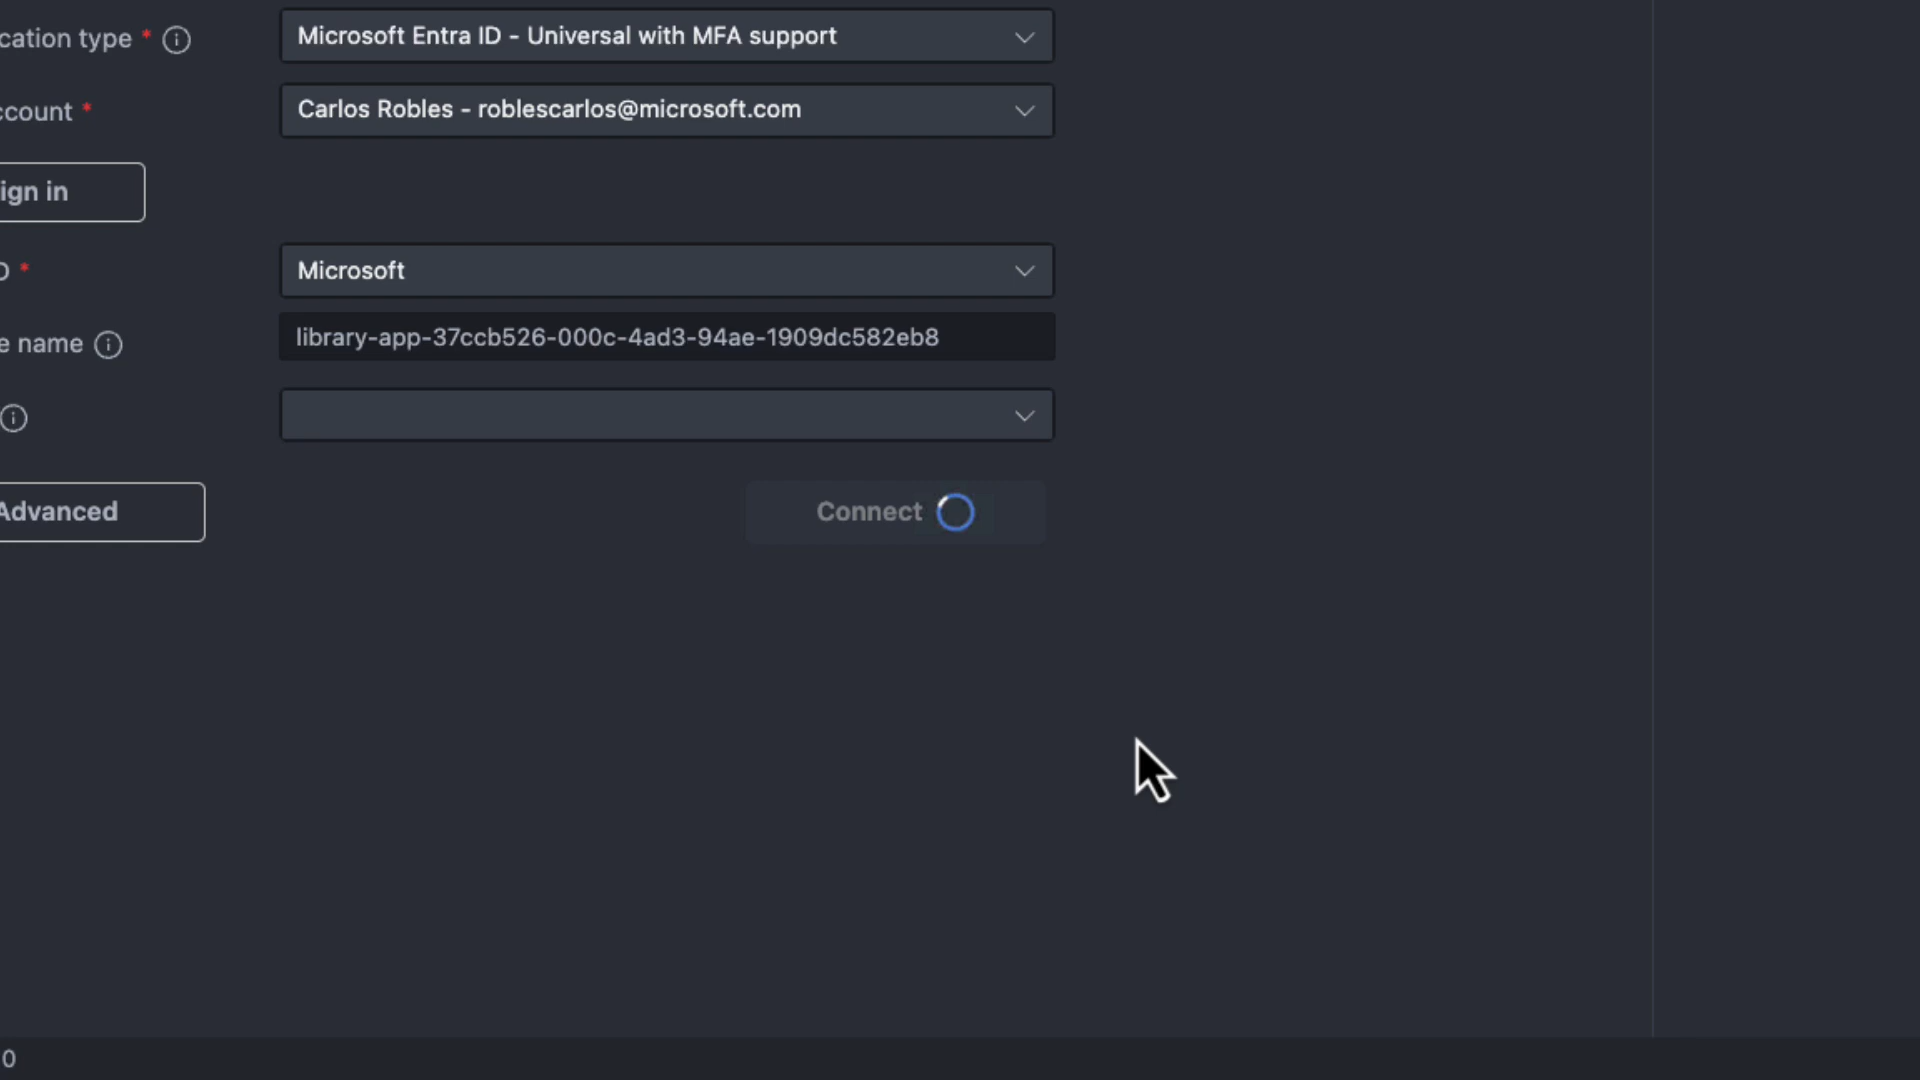 cation type * Microsoft Entra ID - Universal with MFA support
ccount * Carlos Robles - roblescarlos@microsoft.com
ign in
D * Microsoft
e name library-app-37ccb526-000c-4ad3-94ae-1909dc582eb8
Advanced Connect
0